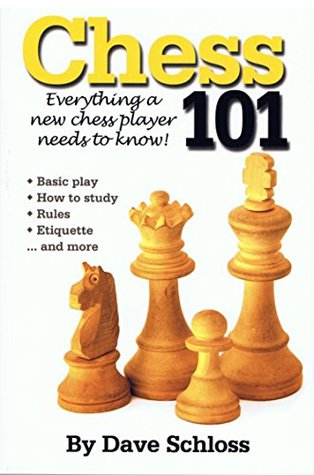 Chess
101
Everything a
new chess player
needs to know!
Basic play
How to study
Rules
Etiquette
... and more
By Dave Schloss